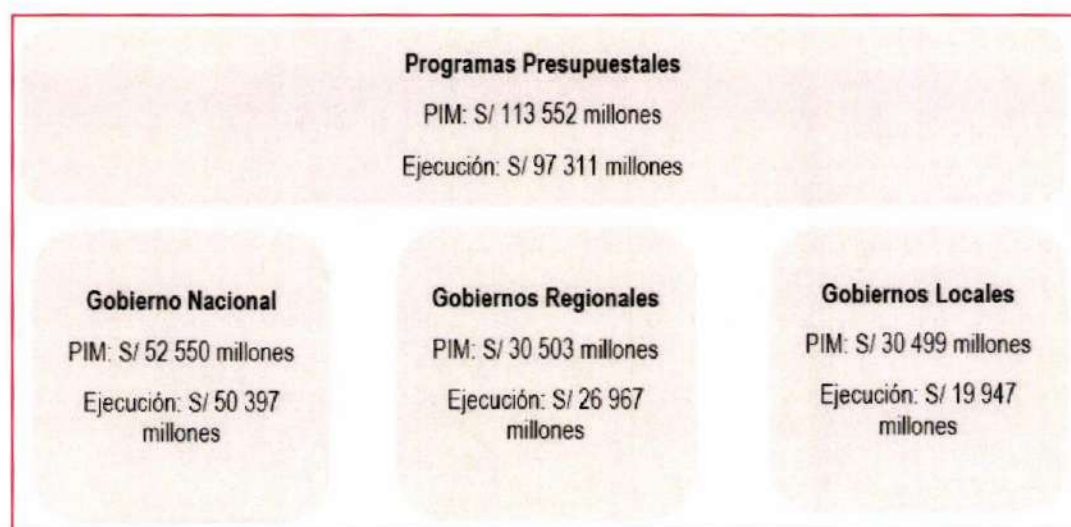 Programas Presupuestales
PIM: S/ 113 552 millones
Ejecución: S/ 97 311 millones
Gobierno Nacional
PIM: S/ 52 550 millones
Ejecución: S/ 50 397
millones
Gobiernos Regionales
PIM: S/ 30 503 millones
Ejecución: S/ 26 967
millones
Gobiernos Locales
PIM: S/ 30 499 millones
Ejecución: S/ 19 947
millones